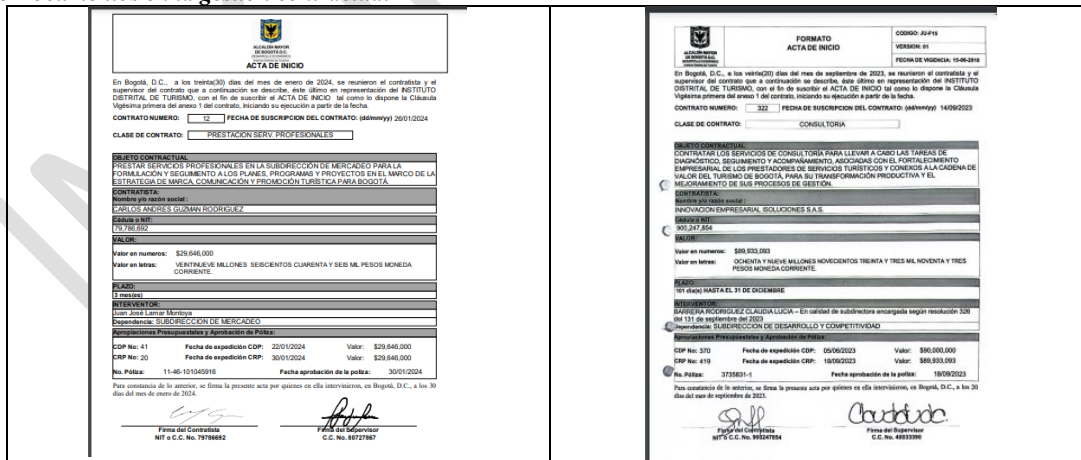 ALCALDÍA MAYOR
DE BOGOTÁ D.C.
ACTA DE INICIO
En Bogotá, D.C., a los treinta(30) días del mes de enero de 2024, se reunieron el contratista y el
supervisor del contrato que a continuación se describe, éste último en representación del INSTITUTO
DISTRITAL DE TURISMO, con el fin de suscribir el ACTA DE INICIO tal como lo dispone la Cláusula
Vigésima primera del anexo 1 del contrato, iniciando su ejecución a partir de la fecha.
CONTRATO NUMERO: 12 FECHA DE SUSCRIPCION DEL CONTRATO: (dd/mm/yy) 26/01/2024
CLASE DE CONTRATO: PRESTACION SERV. PROFESIONALES
OBJETO CONTRACTUAL
PRESTAR SERVICIOS PROFESIONALES EN LA SUBDIRECCIÓN DE MERCADEO PARA LA
FORMULACIÓN Y SEGUIMIENTO A LOS PLANES, PROGRAMAS Y PROYECTOS EN EL MARCO DE LA
ESTRATEGIA DE MARCA, COMUNICACIÓN Y PROMOCIÓN TURÍSTICA PARA BOGOTÁ.
CONTRATISTA:
Nombre y/o razón social :
CARLOS ANDRES GUZMAN RODRIGUEZ
Cédula o NIT:
79,786,692
VALOR:
Valor en numeros: $29,646,000
Valor en letras: VEINTINUEVE MILLONES SEISCIENTOS CUARENTA Y SEIS MIL PESOS MONEDA
CORRIENTE.
PLAZO:
3 mes(es)
INTERVENTOR:
Juan José Lamar Montoya
Dependencia: SUBDIRECCION DE MERCADEO
Apropiaciones Presupuestales y Aprobación de Póliza:
CDP No: 41 Fecha de expedición CDP: 22/01/2024 Valor: $29,646,000
CRP No: 20 Fecha de expedición CRP: 30/01/2024 Valor: $29,646,000
No. Póliza: 11-46-101045916 Fecha aprobación de la poliza: 30/01/2024
Para constancia de lo anterior, se firma la presente acta por quienes en ella intervinieron, en Bogotá, D.C., a los 30
días del mes de enero de 2024.
Firma del Contratista
NIT o C.C. No. 79786692
Firma del Supervisor
C.C. No. 80727867
ALCALDÍA MAYOR
DE BOGOTÁ D.C.
FORMATO
ACTA DE INICIO
CODIGO: JU-F15
VERSION: 01
FECHA DE VIGENCIA: 15-06-2010
En Bogotá, D.C., a los veinte(20) días del mes de septiembre de 2023, se reunieron el contratista y el
supervisor del contrato que a continuación se describe, éste último en representación del INSTITUTO
DISTRITAL DE TURISMO, con el fin de suscribir el ACTA DE INICIO tal como lo dispone la Cláusula
Vigésima primera del anexo 1 del contrato, iniciando su ejecución a partir de la fecha.
CONTRATO NUMERO: 322 FECHA DE SUSCRIPCION DEL CONTRATO: (dd/mm/yy) 14/09/2023
CLASE DE CONTRATO: CONSULTORIA
OBJETO CONTRACTUAL
CONTRATAR LOS SERVICIOS DE CONSULTORÍA PARA LLEVAR A CABO LAS TAREAS DE
DIAGNÓSTICO, SEGUIMIENTO Y ACOMPAÑAMIENTO, ASOCIADAS CON EL FORTALECIMIENTO
EMPRESARIAL DE LOS PRESTADORES DE SERVICIOS TURÍSTICOS Y CONEXOS A LA CADENA DE
VALOR DEL TURISMO DE BOGOTÁ, PARA SU TRANSFORMACIÓN PRODUCTIVA Y EL
MEJORAMIENTO DE SUS PROCESOS DE GESTIÓN.
CONTRATISTA:
Nombre y/o razón social :
INNOVACION EMPRESARIAL ISOLUCIONES S.A.S.
Cédula o NIT:
900,247,854
VALOR:
Valor en numeros: $89,933,093
Valor en letras: OCHENTA Y NUEVE MILLONES NOVECIENTOS TREINTA Y TRES MIL NOVENTA Y TRES
PESOS MONEDA CORRIENTE.
PLAZO:
101 día(s) HASTA EL 31 DE DICIEMBRE
INTERVENTOR:
BARRERA RODRIGUEZ CLAUDIA LUCIA – En calidad de subdirectora encargada según resolución 326
del 131 de septiembre del 2023
Dependencia: SUBDIRECCION DE DESARROLLO Y COMPETITIVIDAD
Apropiaciones Presupuestales y Aprobación de Póliza:
CDP No: 370 Fecha de expedición CDP: 05/06/2023 Valor: $90,000,000
CRP No: 419 Fecha de expedición CRP: 18/09/2023 Valor: $89,933,093
No. Póliza: 3735831-1 Fecha aprobación de la poliza: 18/09/2023
Para constancia de lo anterior, se firma la presente acta por quienes en ella intervinieron, en Bogotá, D.C., a los 20
días del mes de septiembre de 2023.
Firma del Contratista
NIT o C.C. No. 900247854
Firma del Supervisor
C.C. No.